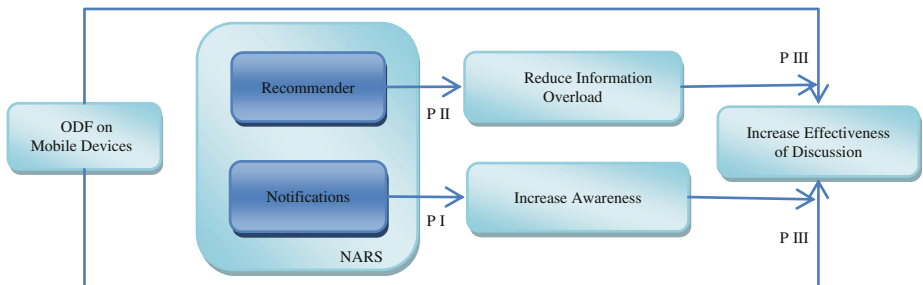 P III
Recommender
Reduce Information
Overload
P II
ODF on
Mobile Devices
Increase Effectiveness
of Discussion
Notifications
Increase Awareness
P I
P III
NARS